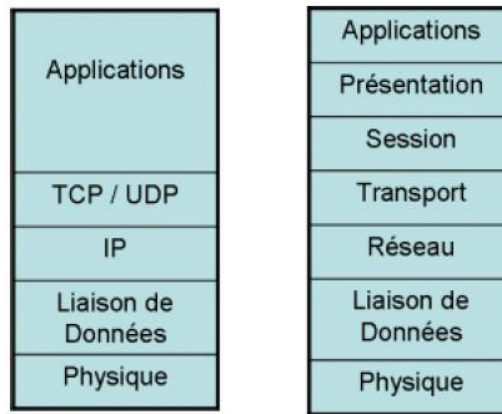 Applications
TCP / UDP
IP
Liaison de
Données
Physique
Applications
Présentation
Session
Transport
Réseau
Liaison de
Données
Physique